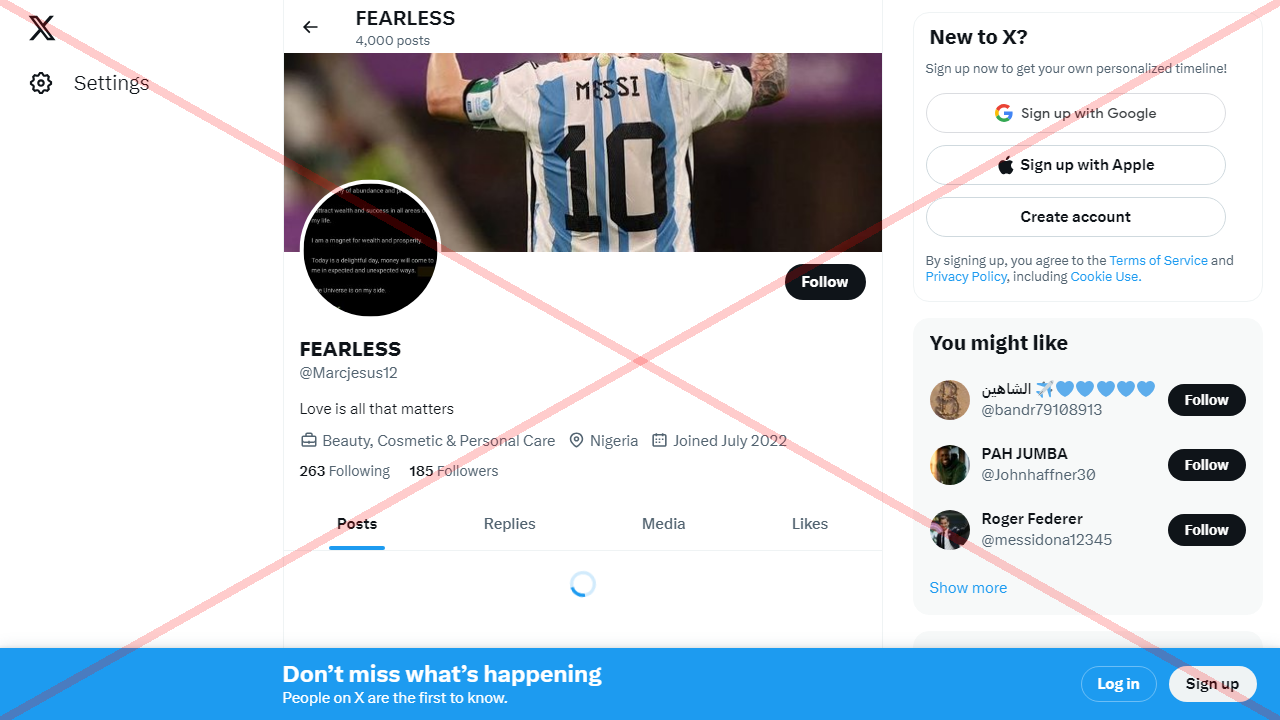 Settings
FEARLESS
4,000 posts
MESSI
10
my of abundance and
attract wealth and success in all areas
my life.
I am a magnet for wealth and prosperity.
Today is a delightful day, money will come to
me in expected and unexpected ways.
Universe is on my side.
Follow
FEARLESS
@Marcjesus12
Love is all that matters
Beauty, Cosmetic & Personal Care Nigeria Joined July 2022
263 Following 185 Followers
Posts Replies Media Likes
New to X?
Sign up now to get your own personalized timeline!
Sign up with Google
Sign up with Apple
Create account
By signing up, you agree to the Terms of Service and
Privacy Policy, including Cookie Use.
You might like
الشاهين ✈️💙💙💙💙💙
@bandr79108913
Follow
PAH JUMBA
@Johnhaffner30
Follow
Roger Federer
@messidona12345
Follow
Show more
Don’t miss what’s happening
People on X are the first to know.
Log in
Sign up